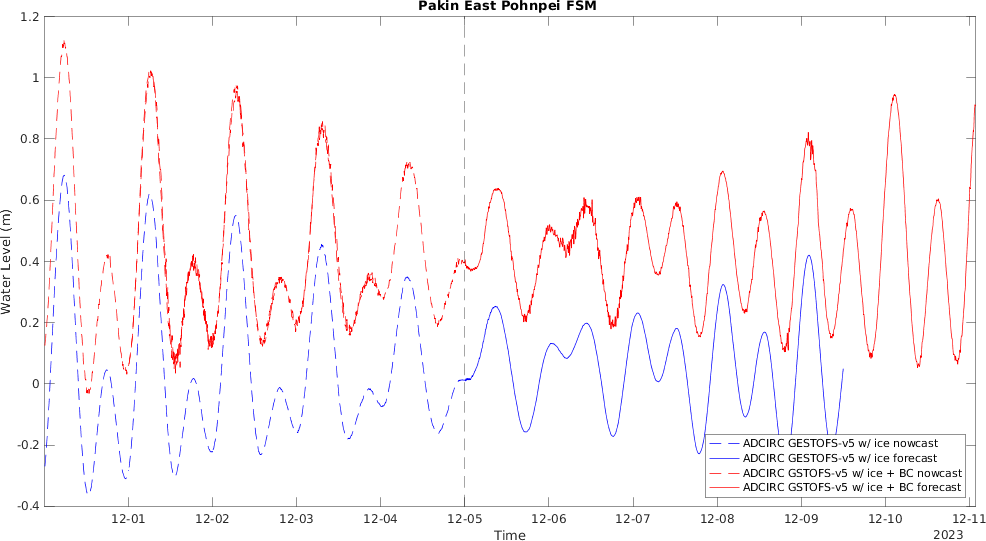 Pakin East Pohnpei FSM
1.2
1
0.8
0.6
0.4
0.2
0
-0.2
-0.4
Water Level (m)
ADCIRC GESTOFS-v5 w/ ice nowcast
ADCIRC GESTOFS-v5 w/ ice forecast
ADCIRC GSTOFS-v5 w/ ice + BC nowcast
ADCIRC GSTOFS-v5 w/ ice + BC forecast
12-01 12-02 12-03 12-04 12-05 12-06 12-07 12-08 12-09 12-10 12-11
Time
2023